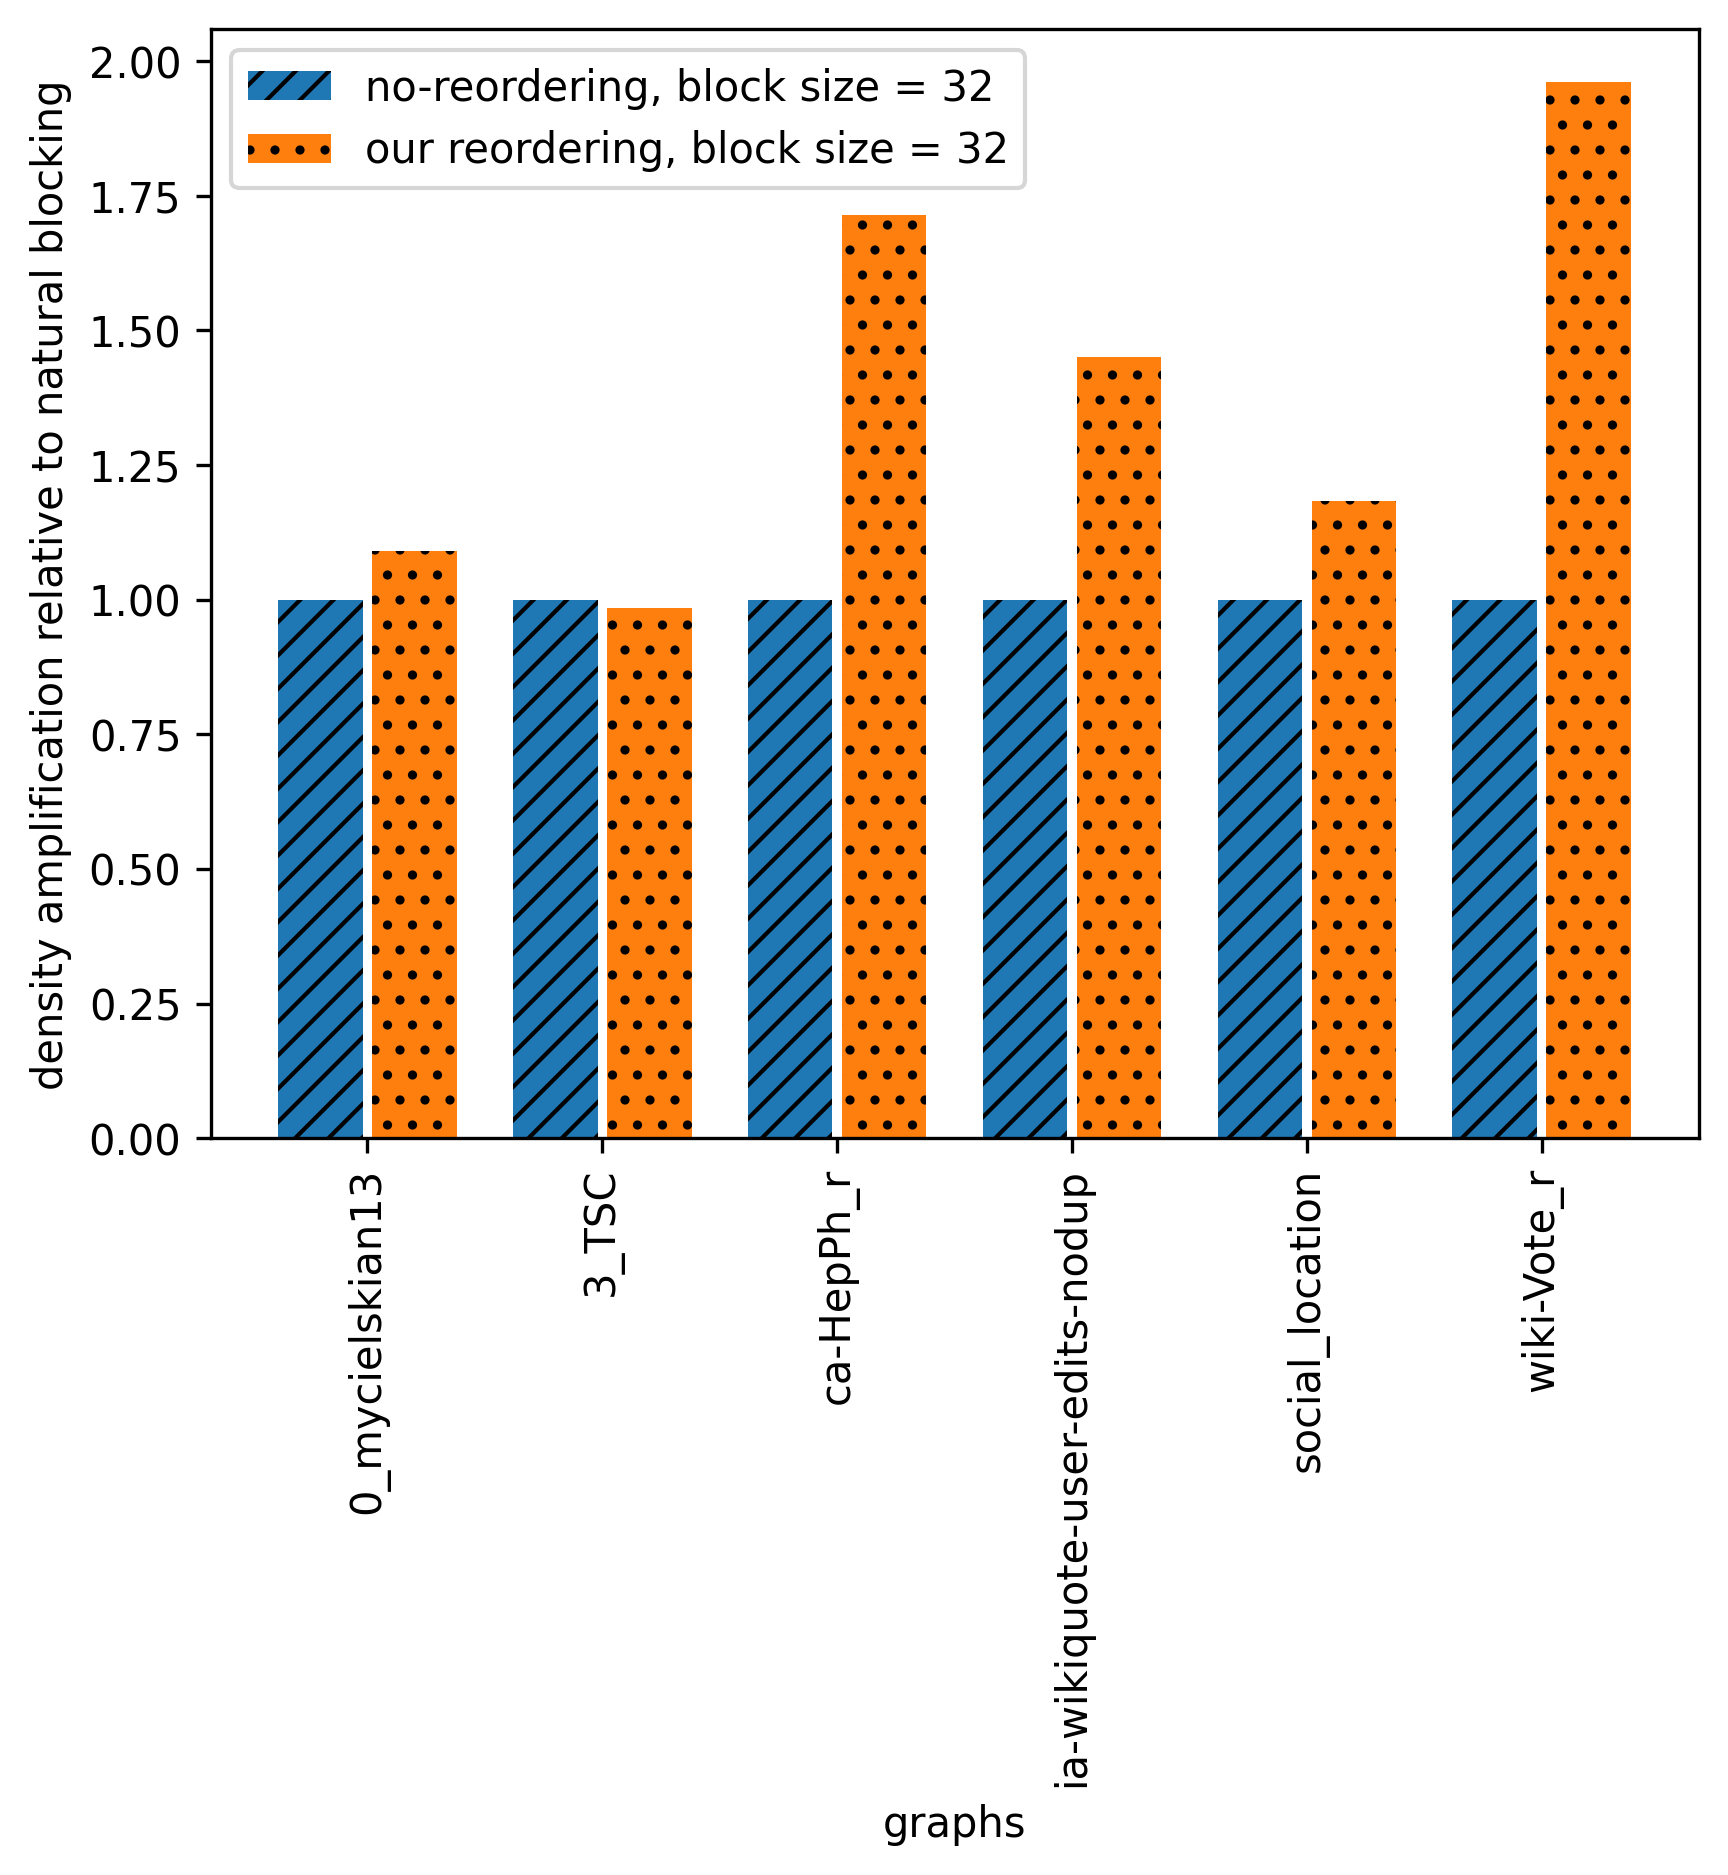 density amplification relative to natural blocking
2.00
1.75
1.50
1.25
1.00
0.75
0.50
0.25
0.00
no-reordering, block size = 32
our reordering, block size = 32
0_mycielskian13
3_TSC
ca-HepPh_r
ia-wikiquote-user-edits-nodup
social_location
wiki-Vote_r
graphs